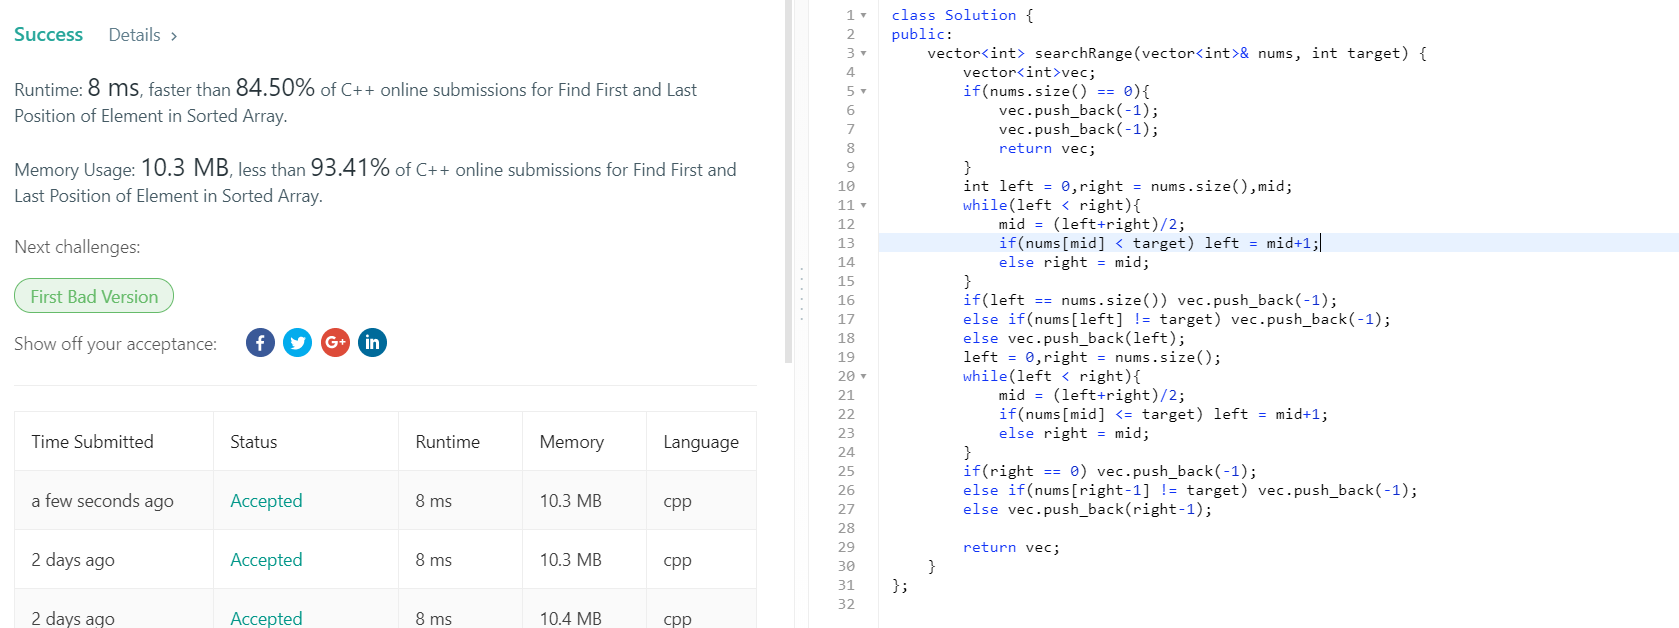 Success Details >
Runtime: 8 ms, faster than 84.50% of C++ online submissions for Find First and Last
Position of Element in Sorted Array.
Memory Usage: 10.3 MB, less than 93.41% of C++ online submissions for Find First and
Last Position of Element in Sorted Array.
Next challenges:
First Bad Version
Show off your acceptance: f G+ in
Time Submitted Status Runtime Memory Language
a few seconds ago Accepted 8 ms 10.3 MB cpp
2 days ago Accepted 8 ms 10.3 MB cpp
2 days ago Accepted 8 ms 10.4 MB cpp
1 class Solution {
2 public:
3     vector<int> searchRange(vector<int>& nums, int target) {
4         vector<int>vec;
5         if(nums.size() == 0){
6             vec.push_back(-1);
7             vec.push_back(-1);
8             return vec;
9         }
10         int left = 0,right = nums.size(),mid;
11         while(left < right){
12             mid = (left+right)/2;
13             if(nums[mid] < target) left = mid+1;
14             else right = mid;
15         }
16         if(left == nums.size()) vec.push_back(-1);
17         else if(nums[left] != target) vec.push_back(-1);
18         else vec.push_back(left);
19         left = 0,right = nums.size();
20         while(left < right){
21             mid = (left+right)/2;
22             if(nums[mid] <= target) left = mid+1;
23             else right = mid;
24         }
25         if(right == 0) vec.push_back(-1);
26         else if(nums[right-1] != target) vec.push_back(-1);
27         else vec.push_back(right-1);
28
29         return vec;
30     }
31 };
32